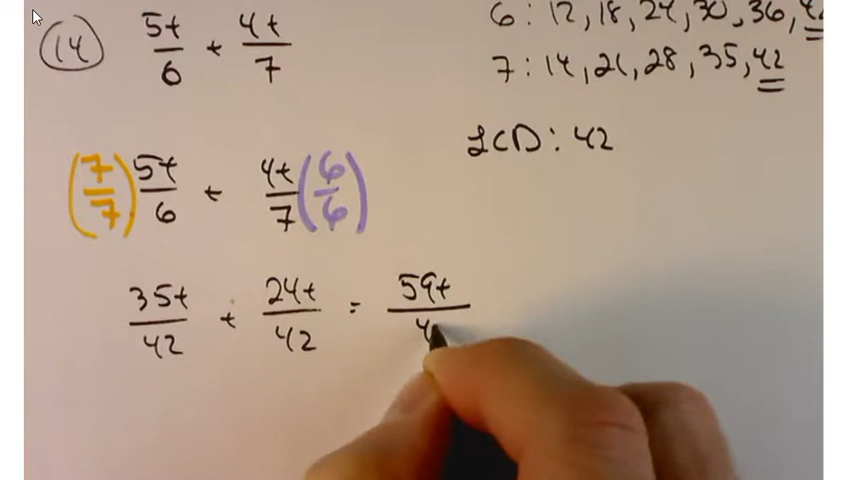 6 : 12, 18, 24, 30, 36, 42
7 : 14, 21, 28, 35, 42
LCD : 42
14 5t/6 + 4t/7
(7/7) 5t/6 + 4t/7 (6/6)
35t/42 + 24t/42 = 59t/4